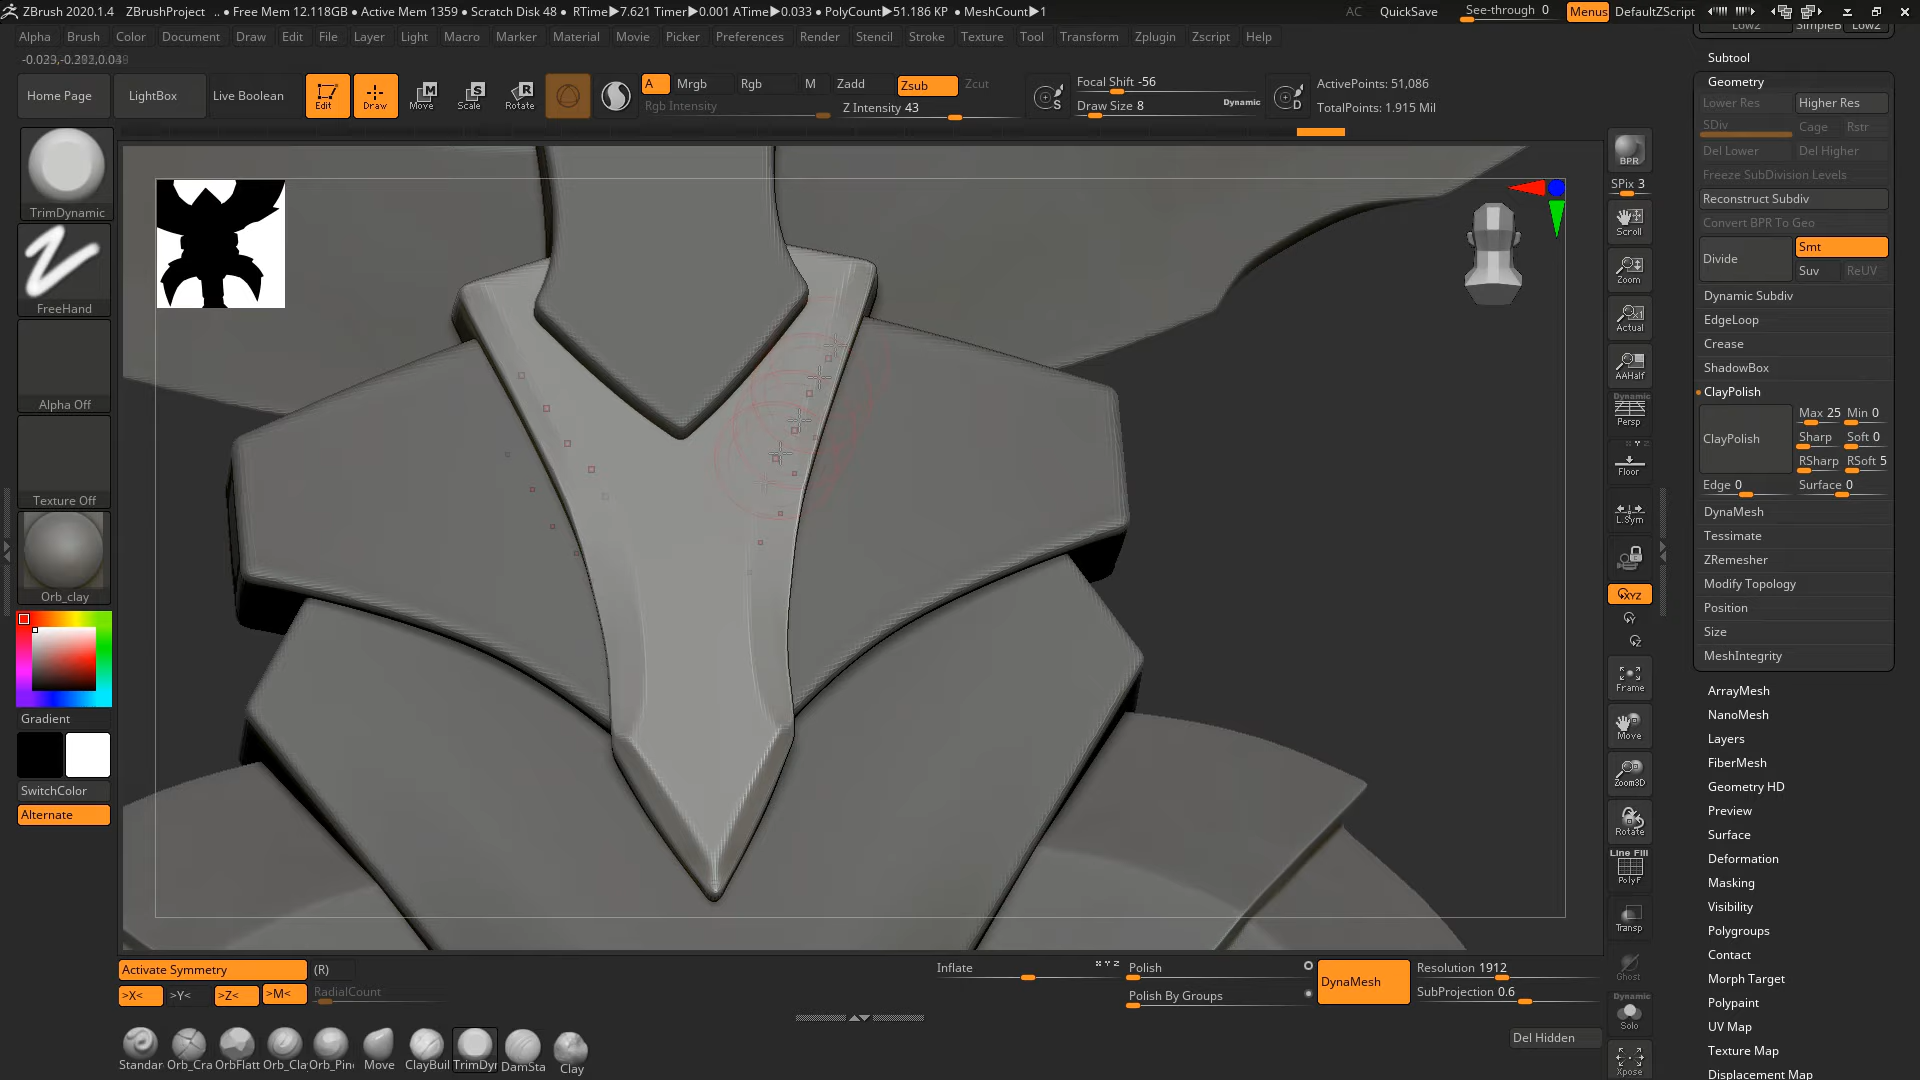 ZBrush 2020.1.4 ZBrushProject .. • Free Mem 12.118GB • Active Mem 1359 • Scratch Disk 48 • RTime▶7.621 Timer▶0.001 ATime▶0.033 • PolyCount▶51.186 KP • MeshCount▶1 AC QuickSave See-through 0 Menus DefaultZScript
Alpha Brush Color Document Draw Edit File Layer Light Macro Marker Material Movie Picker Preferences Render Stencil Stroke Texture Tool Transform Zplugin Zscript Help
Home Page LightBox Live Boolean Edit Draw Move Scale Rotate A Mrgb Rgb M Zadd Zsub Zcut
Rgb Intensity Z Intensity 43
Focal Shift -56 ActivePoints: 51,086
Draw Size 8 Dynamic TotalPoints: 1.915 Mil
TrimDynamic
FreeHand
Alpha Off
Texture Off
Orb_clay
Gradient
SwitchColor
Alternate
BPR
SPix 3
Scroll
Zoom
Actual
AAHalf
Dynamic
Persp
Floor
L.Sym
XYZ
Frame
Move
Zoom3D
Rotate
Line Fill
PolyF
Transp
Ghost
Dynamic
Solo
Xpose
Subtool
Geometry
Lower Res Higher Res
SDiv Cage Rstr
Del Lower Del Higher
Freeze SubDivision Levels
Reconstruct Subdiv
Convert BPR To Geo
Divide Smt
Suv ReUV
Dynamic Subdiv
EdgeLoop
Crease
ShadowBox
ClayPolish
ClayPolish Max 25 Min 0
Sharp Soft 0
RSharp RSoft 5
Edge 0 Surface 0
DynaMesh
Tessimate
ZRemesher
Modify Topology
Position
Size
MeshIntegrity
ArrayMesh
NanoMesh
Layers
FiberMesh
Geometry HD
Preview
Surface
Deformation
Masking
Visibility
Polygroups
Contact
Morph Target
Polypaint
UV Map
Texture Map
Displacement Map
Activate Symmetry (R)
>X< >Y< >Z< >M< RadialCount
Inflate Polish DynaMesh Resolution 1912
Polish By Groups SubProjection 0.6
Del Hidden
Standar Orb_Cra OrbFlatt Orb_Cla Orb_Pin Move ClayBuil TrimDy DamSta Clay